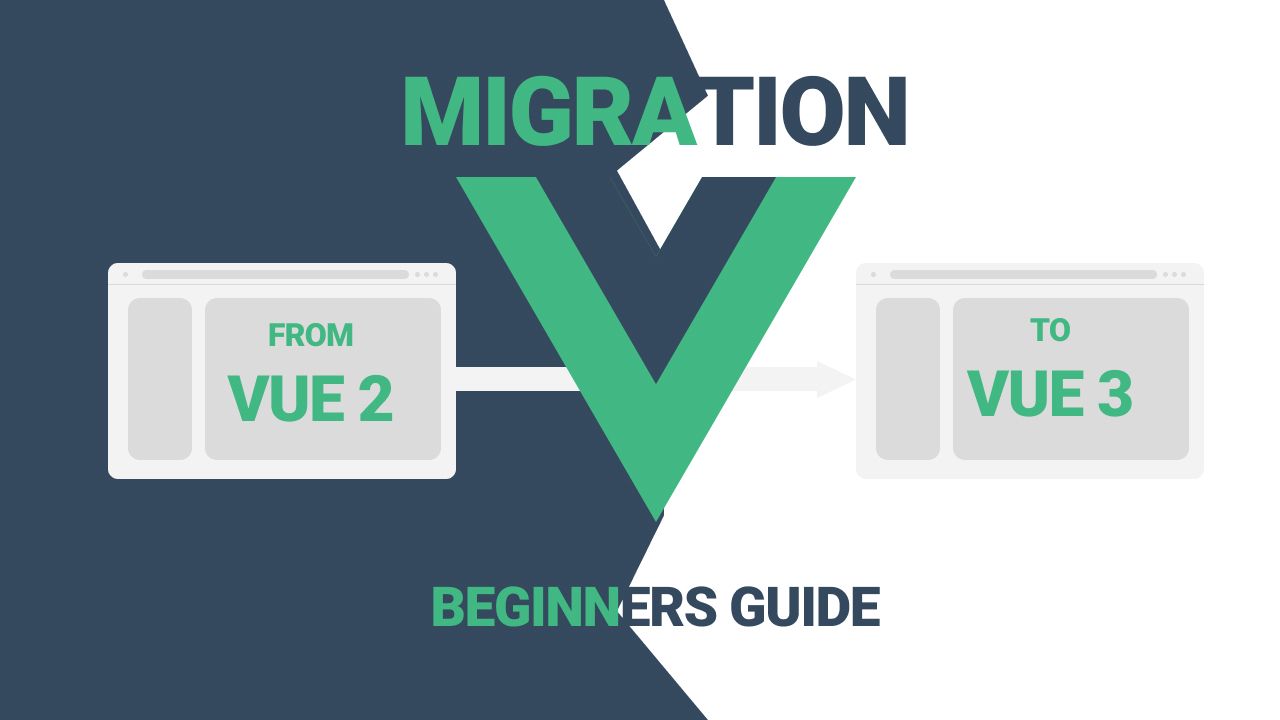 MIGRATION
FROM
VUE 2
TO
VUE 3
BEGINNERS GUIDE